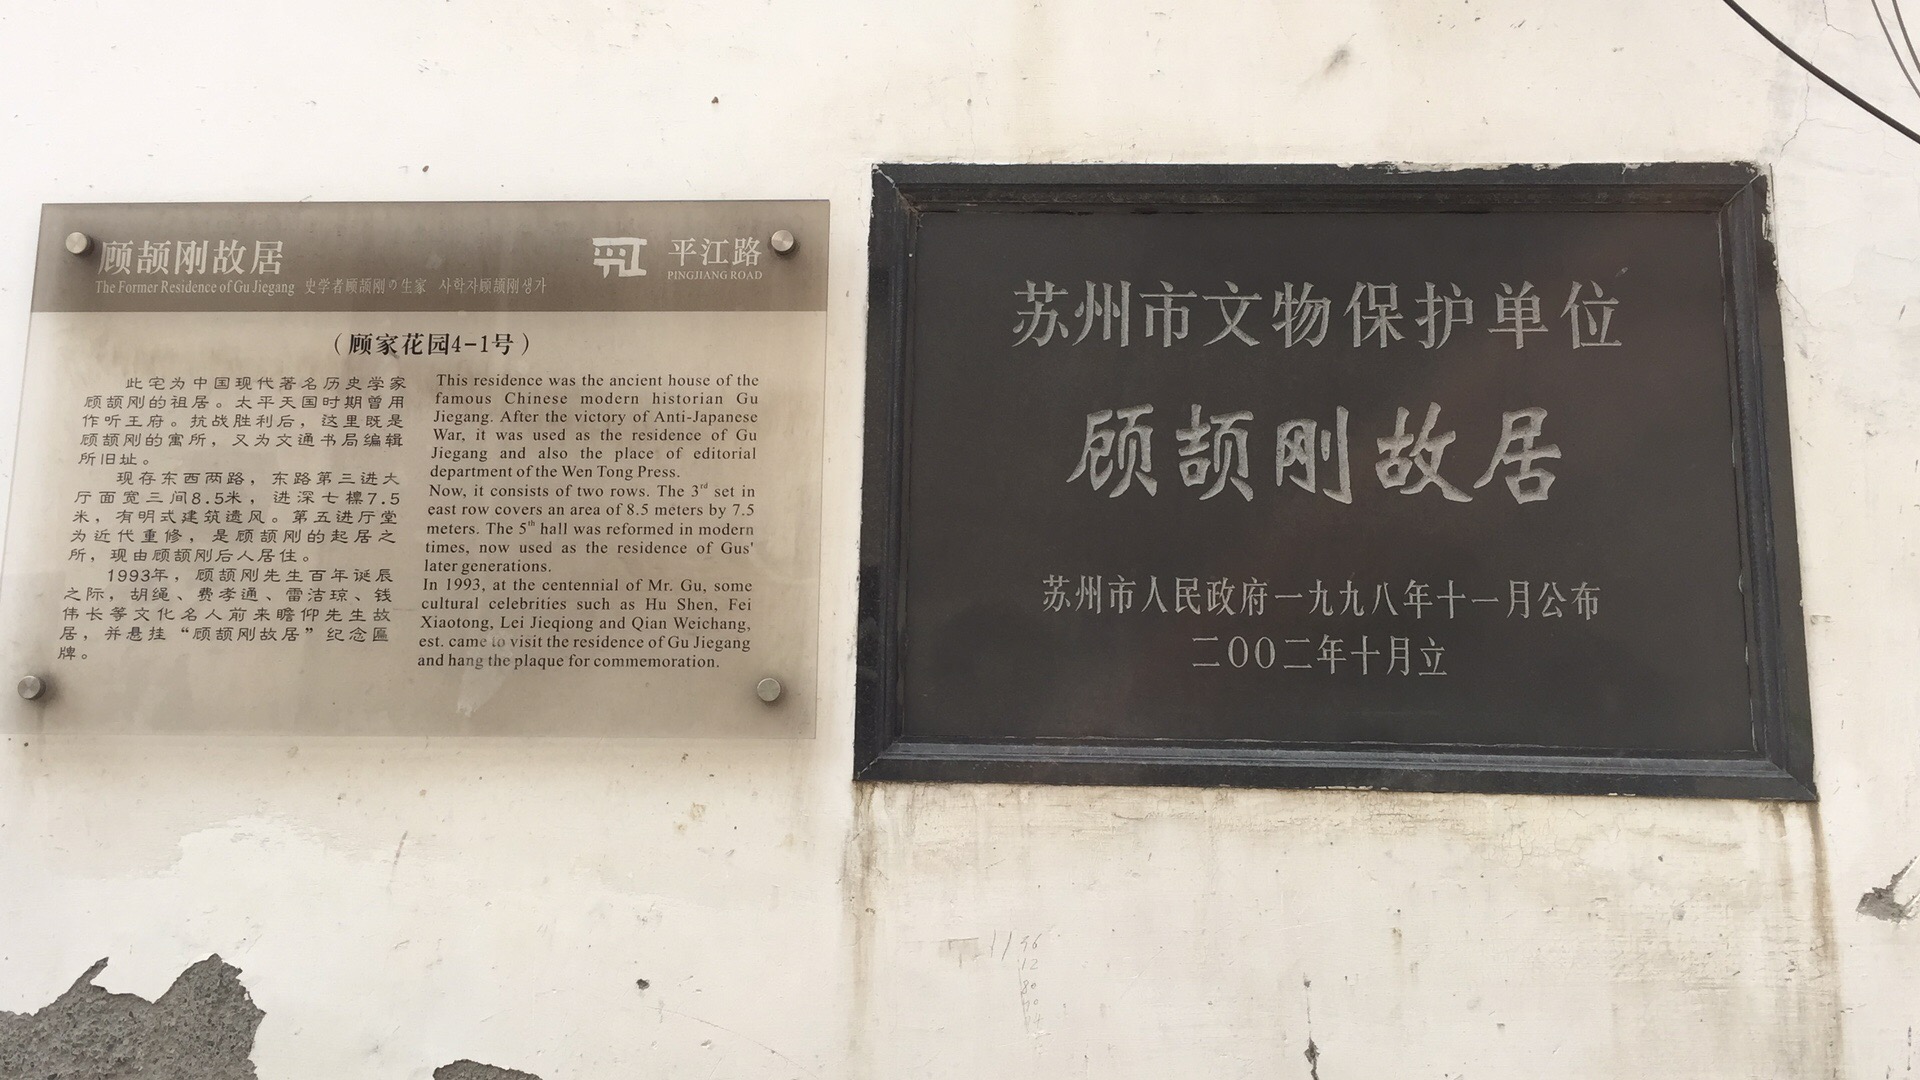 顾颉刚故居
The Former Residence of Gu Jiegang 史学者顾颉刚の生家 사학자顾颉刚생가
平江路
PINGJIANG ROAD
（顾家花园4-1号）
此宅为中国现代著名历史学家
顾颉刚的祖居。太平天国时期曾用
作听王府。抗战胜利后，这里既是
顾颉刚的寓所，又为文通书局编辑
所旧址。
现存东西两路，东路第三进大
厅面宽三间8.5米，进深七檩7.5
米，有明式建筑遗风。第五进厅堂
为近代重修，是顾颉刚的起居之
所，现由顾颉刚后人居住。
1993年，顾颉刚先生百年诞辰
之际，胡绳、费孝通、雷洁琼、钱
伟长等文化名人前来瞻仰先生故
居，并悬挂“顾颉刚故居”纪念匾
牌。
This residence was the ancient house of the
famous Chinese modern historian Gu
Jiegang. After the victory of Anti-Japanese
War, it was used as the residence of Gu
Jiegang and also the place of editorial
department of the Wen Tong Press.
Now, it consists of two rows. The 3rd set in
east row covers an area of 8.5 meters by 7.5
meters. The 5th hall was reformed in modern
times, now used as the residence of Gus'
later generations.
In 1993, at the centennial of Mr. Gu, some
cultural celebrities such as Hu Shen, Fei
Xiaotong, Lei Jieqiong and Qian Weichang,
est. came to visit the residence of Gu Jiegang
and hang the plaque for commemoration.
苏州市文物保护单位
顾颉刚故居
苏州市人民政府一九九八年十一月公布
二〇〇二年十月立